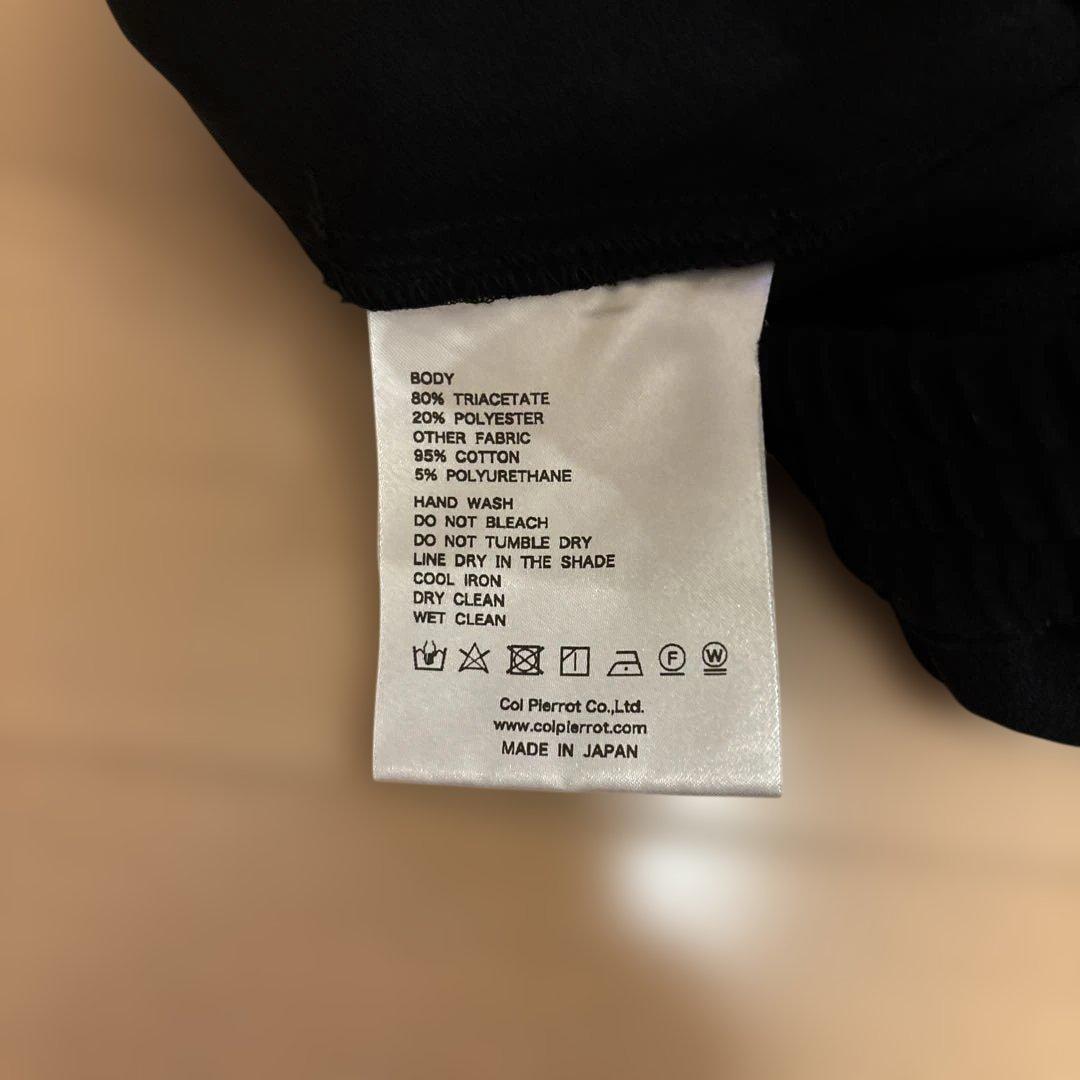 BODY
80% TRIACETATE
20% POLYESTER
OTHER FABRIC
95% COTTON
5% POLYURETHANE
HAND WASH
DO NOT BLEACH
DO NOT TUMBLE DRY
LINE DRY IN THE SHADE
COOL IRON
DRY CLEAN
WET CLEAN
F W
Col Pierrot Co.,Ltd.
www.colpierrot.com
MADE IN JAPAN